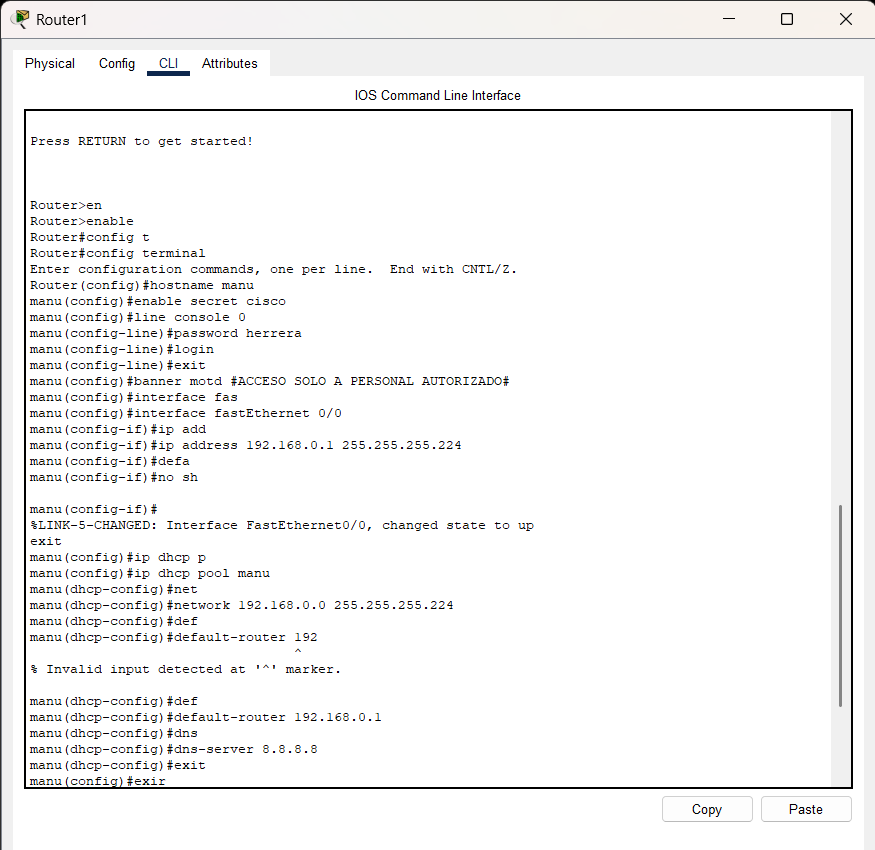 Router1
Physical Config CLI Attributes
IOS Command Line Interface
Press RETURN to get started!
Router>en
Router>enable
Router#config t
Router#config terminal
Enter configuration commands, one per line.  End with CNTL/Z.
Router(config)#hostname manu
manu(config)#enable secret cisco
manu(config)#line console 0
manu(config-line)#password herrera
manu(config-line)#login
manu(config-line)#exit
manu(config)#banner motd #ACCESO SOLO A PERSONAL AUTORIZADO#
manu(config)#interface fas
manu(config)#interface fastEthernet 0/0
manu(config-if)#ip add
manu(config-if)#ip address 192.168.0.1 255.255.255.224
manu(config-if)#defa
manu(config-if)#no sh
manu(config-if)#
%LINK-5-CHANGED: Interface FastEthernet0/0, changed state to up
exit
manu(config)#ip dhcp p
manu(config)#ip dhcp pool manu
manu(dhcp-config)#net
manu(dhcp-config)#network 192.168.0.0 255.255.255.224
manu(dhcp-config)#def
manu(dhcp-config)#default-router 192
^
% Invalid input detected at '^' marker.
manu(dhcp-config)#def
manu(dhcp-config)#default-router 192.168.0.1
manu(dhcp-config)#dns
manu(dhcp-config)#dns-server 8.8.8.8
manu(dhcp-config)#exit
manu(config)#exir
Copy Paste